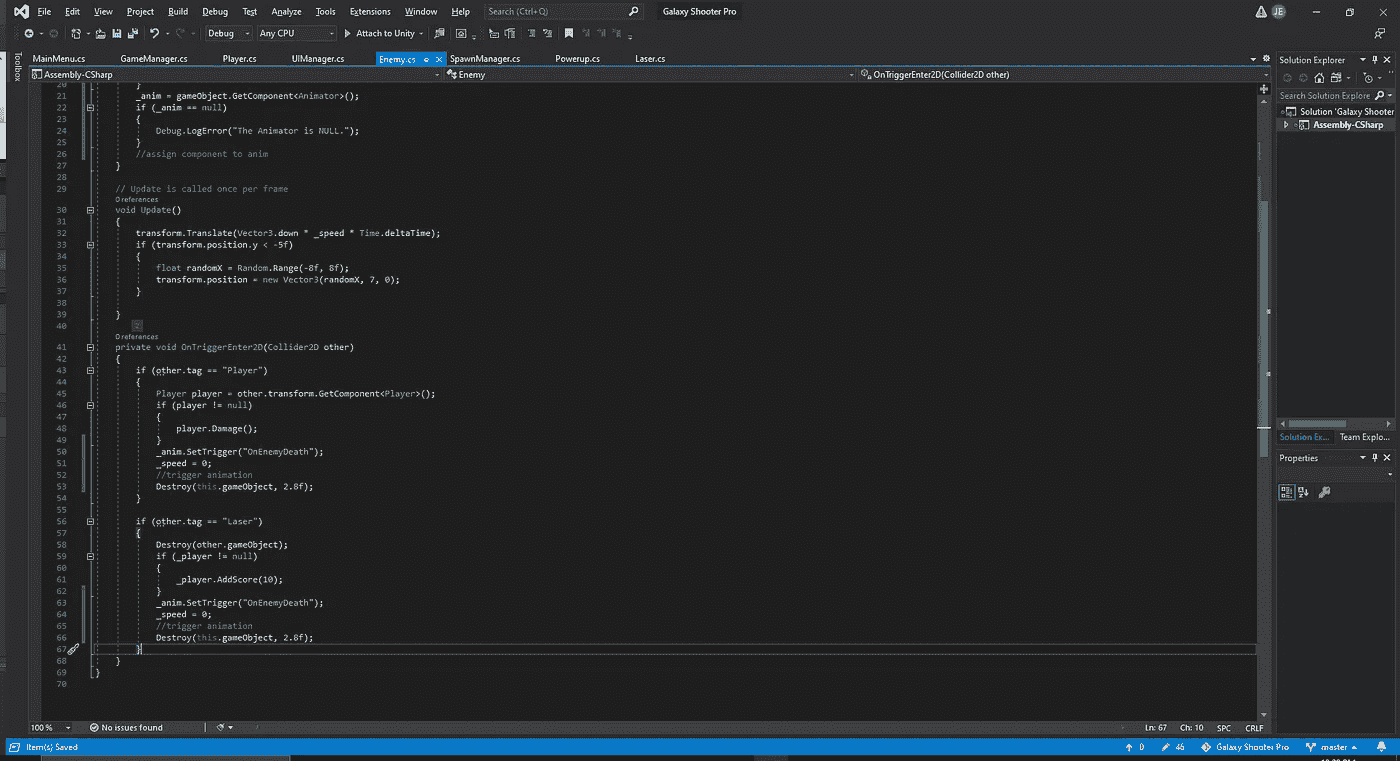 File Edit View Project Build Debug Test Analyze Tools Extensions Window Help Search (Ctrl+Q) Galaxy Shooter Pro JE
Debug Any CPU Attach to Unity
Toolbox
MainMenu.cs GameManager.cs Player.cs UIManager.cs Enemy.cs SpawnManager.cs Powerup.cs Laser.cs
Assembly-CSharp Enemy OnTriggerEnter2D(Collider2D other)
20 }
21 _anim = gameObject.GetComponent<Animator>();
22 if (_anim == null)
23 {
24 Debug.LogError("The Animator is NULL.");
25 }
26 //assign component to anim
27 }
28
29 // Update is called once per frame
0 references
30 void Update()
31 {
32 transform.Translate(Vector3.down * _speed * Time.deltaTime);
33 if (transform.position.y < -5f)
34 {
35 float randomX = Random.Range(-8f, 8f);
36 transform.position = new Vector3(randomX, 7, 0);
37 }
38
39 }
40
0 references
41 private void OnTriggerEnter2D(Collider2D other)
42 {
43 if (other.tag == "Player")
44 {
45 Player player = other.transform.GetComponent<Player>();
46 if (player != null)
47 {
48 player.Damage();
49 }
50 _anim.SetTrigger("OnEnemyDeath");
51 _speed = 0;
52 //trigger animation
53 Destroy(this.gameObject, 2.8f);
54 }
55
56 if (other.tag == "Laser")
57 {
58 Destroy(other.gameObject);
59 if (_player != null)
60 {
61 _player.AddScore(10);
62 }
63 _anim.SetTrigger("OnEnemyDeath");
64 _speed = 0;
65 //trigger animation
66 Destroy(this.gameObject, 2.8f);
67 }
68 }
69 }
70
100 % No issues found Ln: 67 Ch: 10 SPC CRLF
Item(s) Saved 0 46 Galaxy Shooter Pro master
Solution Explorer
Search Solution Explore
Solution 'Galaxy Shooter
Assembly-CSharp
Solution Ex... Team Explo...
Properties